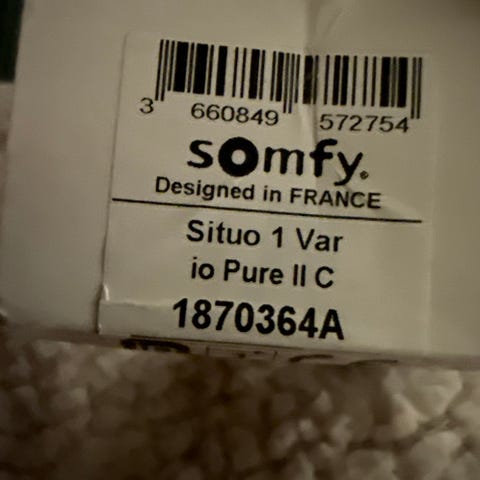 3 660849 572754
somfy®
Designed in FRANCE
Situo 1 Var
io Pure II C
1870364A